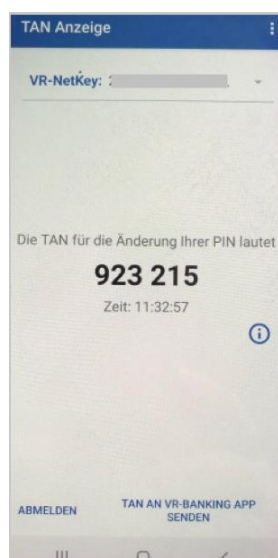 TAN Anzeige
VR-NetKey: 2
Die TAN für die Änderung Ihrer PIN lautet
923 215
Zeit: 11:32:57
ABMELDEN
TAN AN VR-BANKING APP
SENDEN